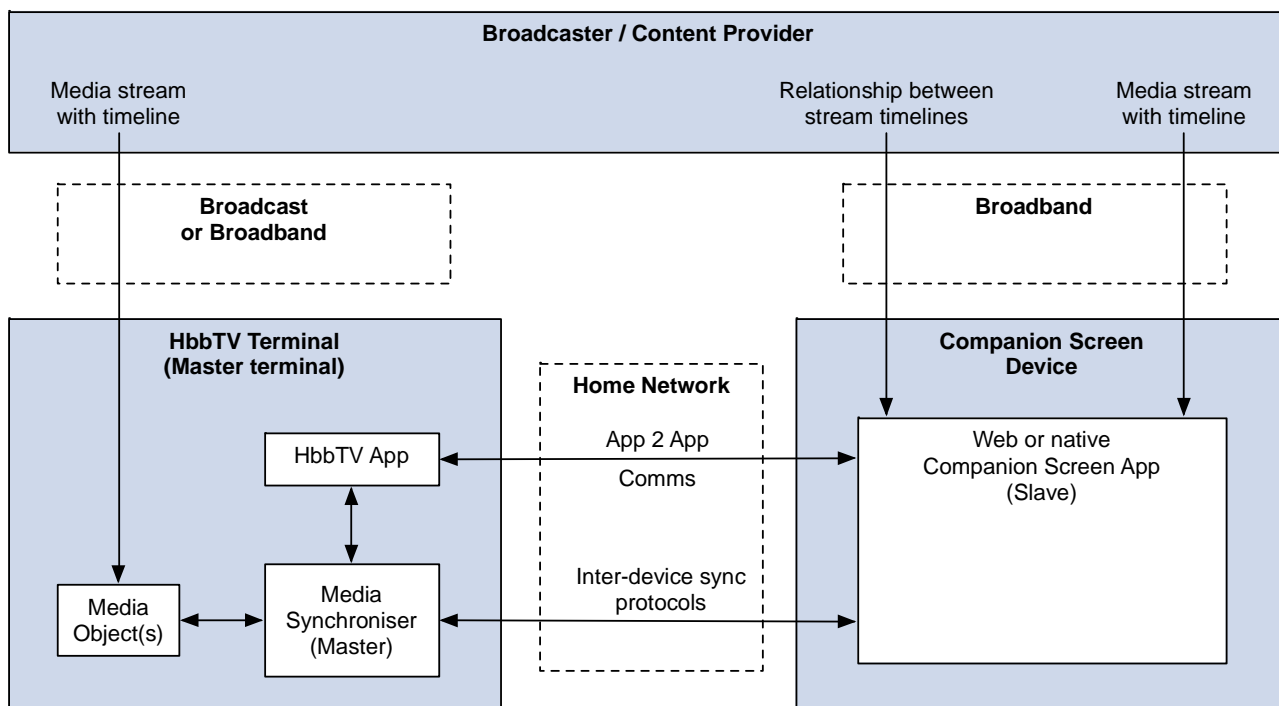 Broadcaster / Content Provider
Media stream
with timeline
Relationship between
stream timelines
Media stream
with timeline
Broadcast
or Broadband
Broadband
HbbTV Terminal
(Master terminal)
Companion Screen
Device
Home Network
HbbTV App
App 2 App
Comms
Web or native
Companion Screen App
(Slave)
Media
Object(s)
Media
Synchroniser
(Master)
Inter-device sync
protocols